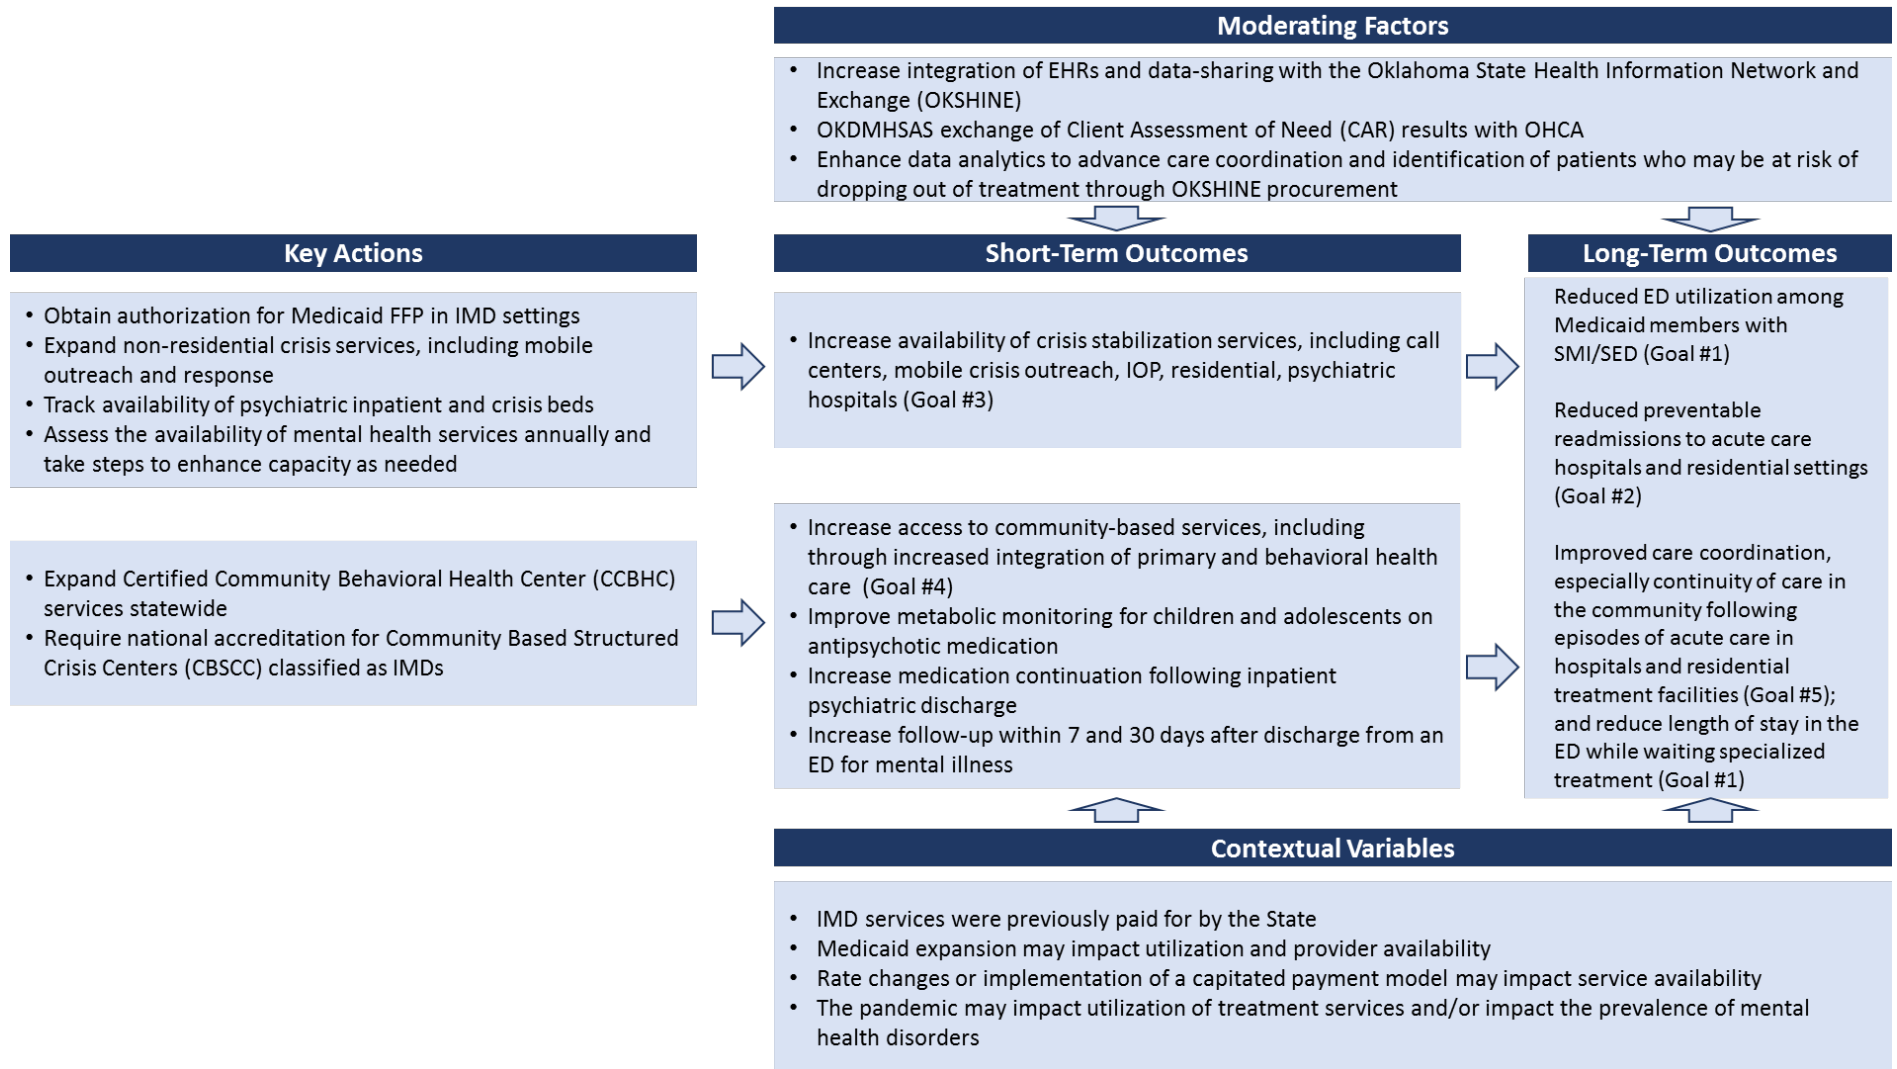 Moderating Factors
• Increase integration of EHRs and data-sharing with the Oklahoma State Health Information Network and
Exchange (OKSHINE)
• OKDMHSAS exchange of Client Assessment of Need (CAR) results with OHCA
• Enhance data analytics to advance care coordination and identification of patients who may be at risk of
dropping out of treatment through OKSHINE procurement
Key Actions
• Obtain authorization for Medicaid FFP in IMD settings
• Expand non-residential crisis services, including mobile
outreach and response
• Track availability of psychiatric inpatient and crisis beds
• Assess the availability of mental health services annually and
take steps to enhance capacity as needed
• Expand Certified Community Behavioral Health Center (CCBHC)
services statewide
• Require national accreditation for Community Based Structured
Crisis Centers (CBSCC) classified as IMDs
Short-Term Outcomes
• Increase availability of crisis stabilization services, including call
centers, mobile crisis outreach, IOP, residential, psychiatric
hospitals (Goal #3)
• Increase access to community-based services, including
through increased integration of primary and behavioral health
care (Goal #4)
• Improve metabolic monitoring for children and adolescents on
antipsychotic medication
• Increase medication continuation following inpatient
psychiatric discharge
• Increase follow-up within 7 and 30 days after discharge from an
ED for mental illness
Long-Term Outcomes
Reduced ED utilization among
Medicaid members with
SMI/SED (Goal #1)
Reduced preventable
readmissions to acute care
hospitals and residential settings
(Goal #2)
Improved care coordination,
especially continuity of care in
the community following
episodes of acute care in
hospitals and residential
treatment facilities (Goal #5);
and reduce length of stay in the
ED while waiting specialized
treatment (Goal #1)
Contextual Variables
• IMD services were previously paid for by the State
• Medicaid expansion may impact utilization and provider availability
• Rate changes or implementation of a capitated payment model may impact service availability
• The pandemic may impact utilization of treatment services and/or impact the prevalence of mental
health disorders